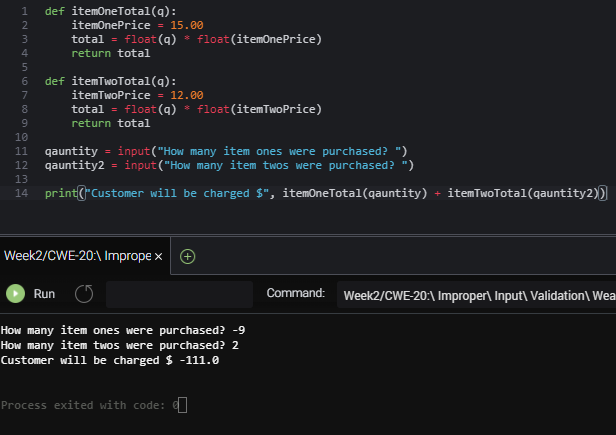 1 def itemOneTotal(q):
2     itemOnePrice = 15.00
3     total = float(q) * float(itemOnePrice)
4     return total
5
6 def itemTwoTotal(q):
7     itemTwoPrice = 12.00
8     total = float(q) * float(itemTwoPrice)
9     return total
10
11 qauntity = input("How many item ones were purchased? ")
12 qauntity2 = input("How many item twos were purchased? ")
13
14 print("Customer will be charged $", itemOneTotal(qauntity) + itemTwoTotal(qauntity2))
Week2/CWE-20:\ Imprope ×
Run Command: Week2/CWE-20:\ Improper\ Input\ Validation\ Wea
How many item ones were purchased? -9
How many item twos were purchased? 2
Customer will be charged $ -111.0
Process exited with code: 0